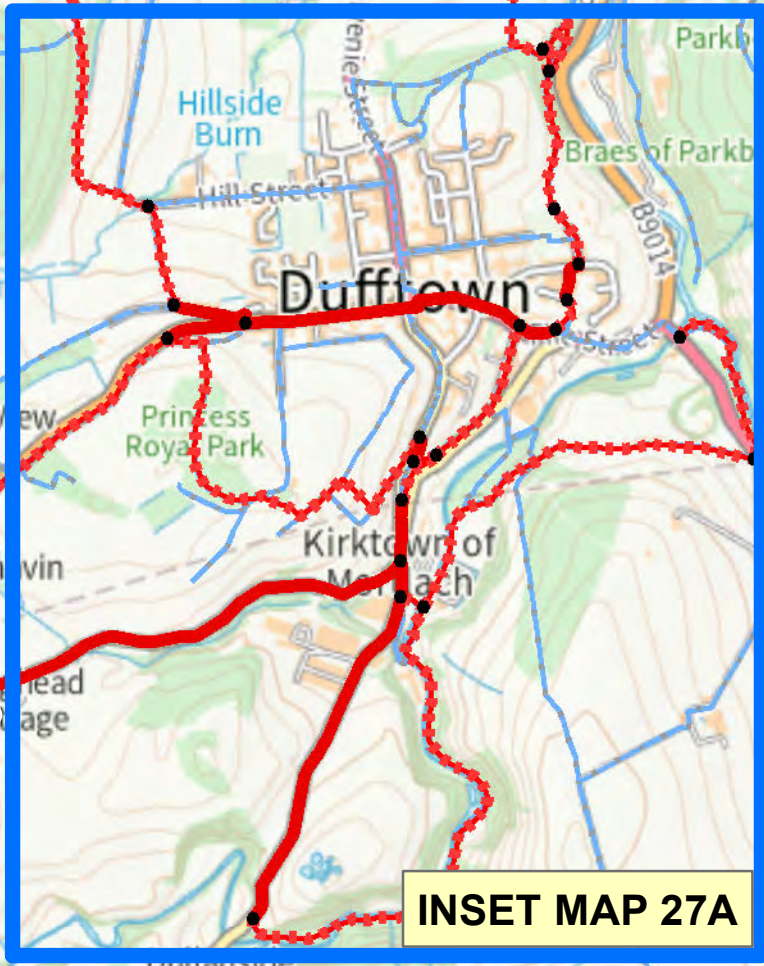 Parkb
Hillside
Burn
Braes of Parkb
Hill Street
B9014
Dufftown
Street
Princess
Royal Park
Kirktown of
Mortlach
INSET MAP 27A